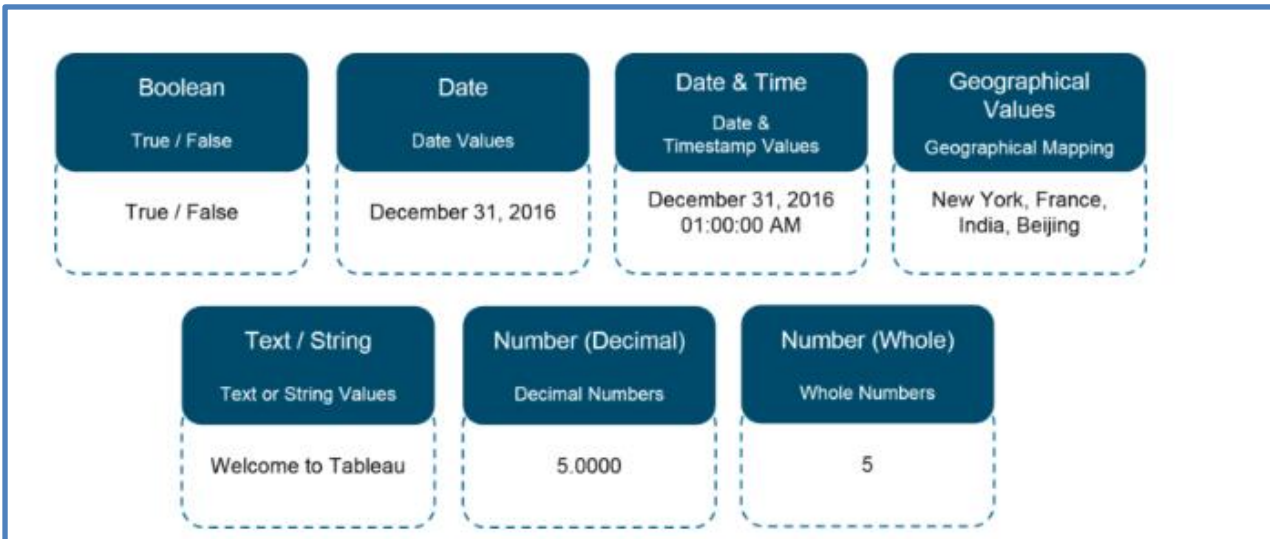 Boolean
True / False
True / False
Date
Date Values
December 31, 2016
Date & Time
Date &
Timestamp Values
December 31, 2016
01:00:00 AM
Geographical
Values
Geographical Mapping
New York, France,
India, Beijing
Text / String
Text or String Values
Welcome to Tableau
Number (Decimal)
Decimal Numbers
5.0000
Number (Whole)
Whole Numbers
5